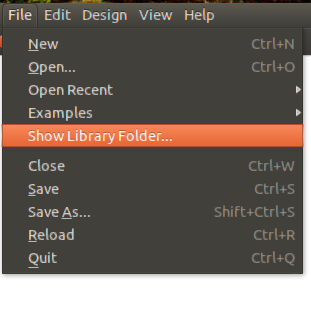 File Edit Design View Help
New Ctrl+N
Open... Ctrl+O
Open Recent
Examples
Show Library Folder...
Close Ctrl+W
Save Ctrl+S
Save As... Shift+Ctrl+S
Reload Ctrl+R
Quit Ctrl+Q